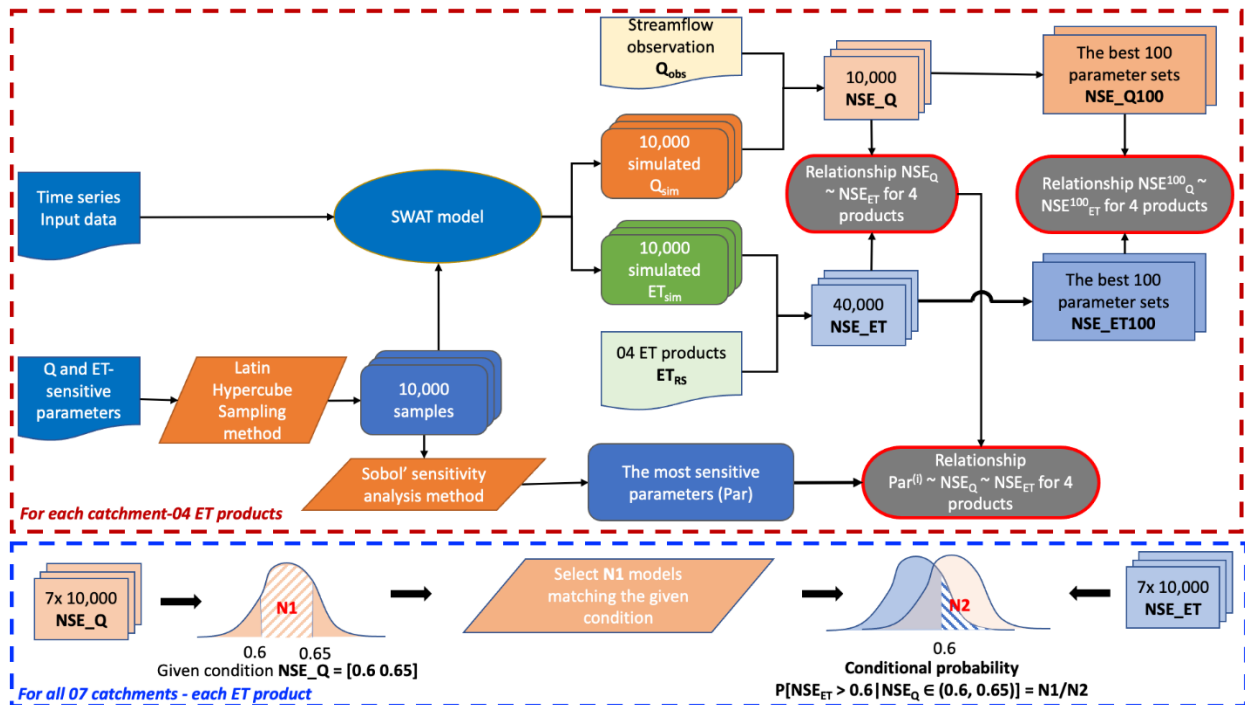 Streamflow
observation
Qobs
10,000
NSE_Q
The best 100
parameter sets
NSE_Q100
10,000
simulated
Qsim
Time series
Input data
SWAT model
Relationship NSEQ
~ NSEET for 4
products
Relationship NSE100Q ~
NSE100ET for 4 products
10,000
simulated
ETsim
40,000
NSE_ET
The best 100
parameter sets
NSE_ET100
04 ET products
ETRS
Q and ET-
sensitive
parameters
Latin
Hypercube
Sampling
method
10,000
samples
Sobol’ sensitivity
analysis method
The most sensitive
parameters (Par)
Relationship
Par(i) ~ NSEQ ~ NSEET for 4
products
For each catchment-04 ET products
7x 10,000
NSE_Q
N1
0.6
0.65
Given condition NSE_Q = [0.6 0.65]
Select N1 models
matching the given
condition
N2
0.6
Conditional probability
P[NSEET > 0.6|NSEQ ∈ (0.6, 0.65)] = N1/N2
7x 10,000
NSE_ET
For all 07 catchments - each ET product